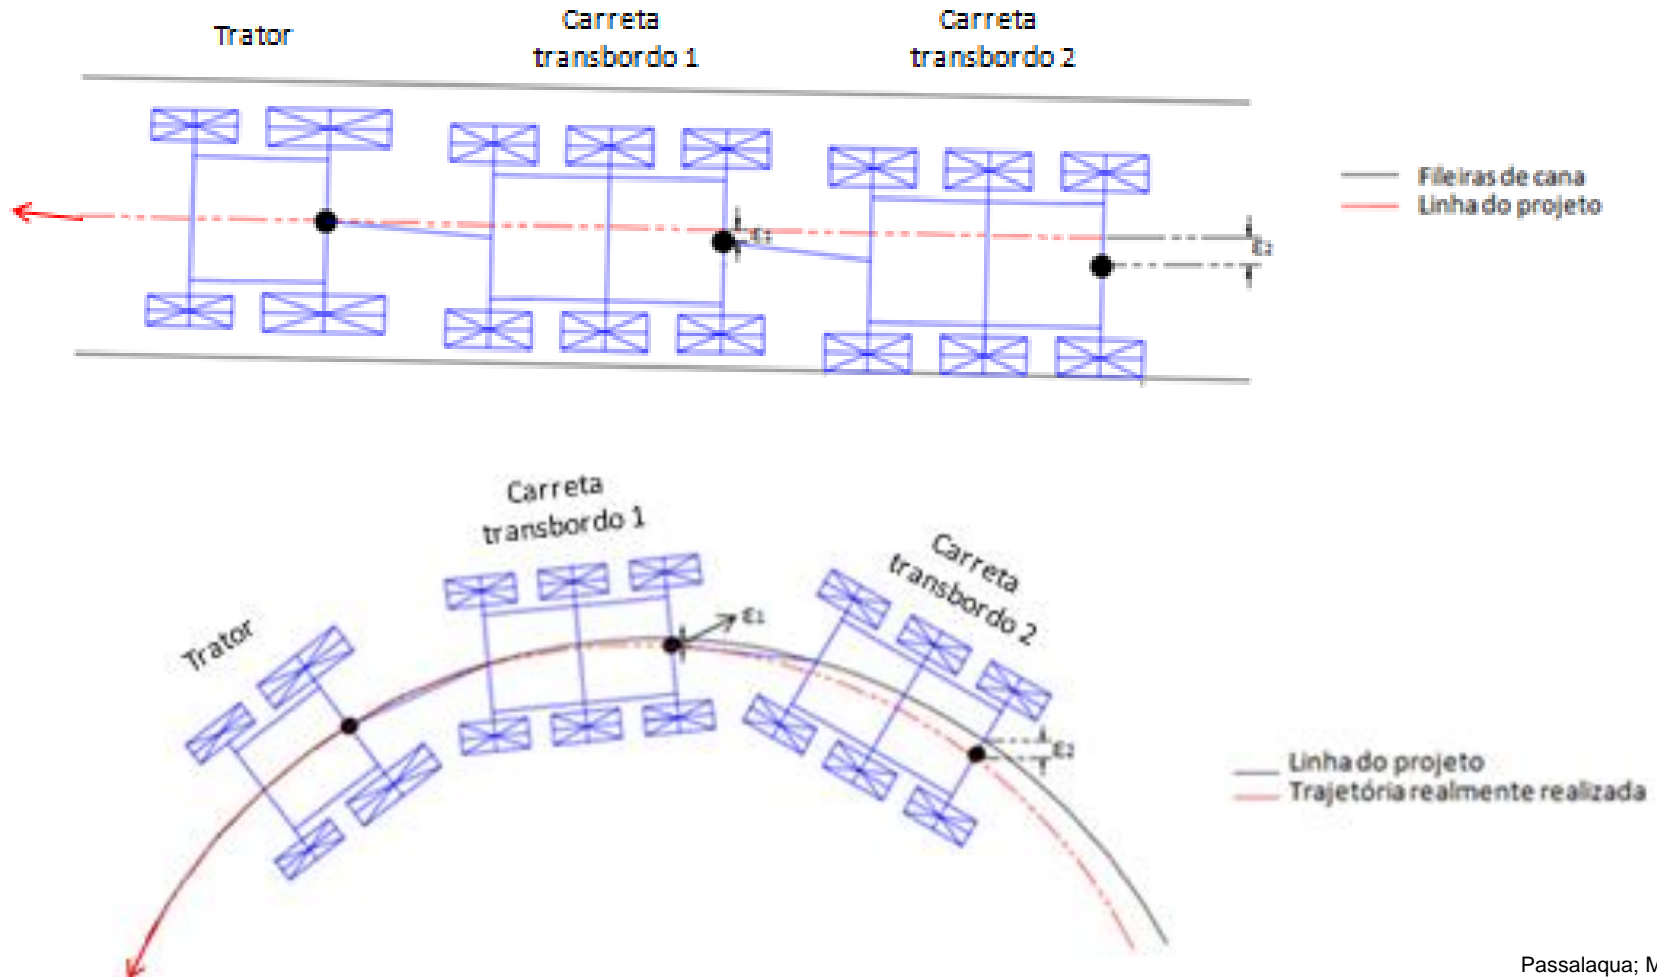 Trator
Carreta
transbordo 1
Carreta
transbordo 2
Fileiras de cana
Linha do projeto
ε1
ε2
Carreta
transbordo 1
Carreta
transbordo 2
Trator
ε1
ε2
Linha do projeto
Trajetória realmente realizada
Passalaqua; M